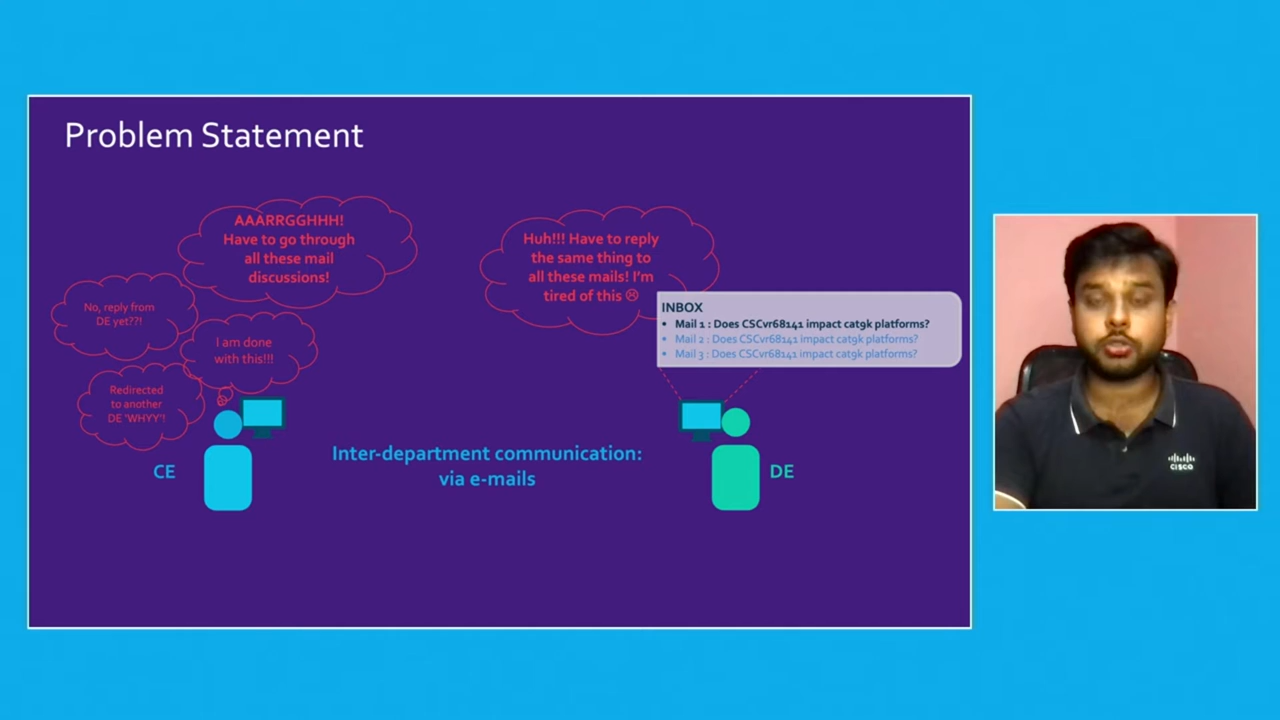 Problem Statement
AAARRGGHHH!
Have to go through
all these mail
discussions!
No, reply from
DE yet??!
I am done
with this!!!
Redirected
to another
DE 'WHYY'!
CE
Inter-department communication:
via e-mails
Huh!!! Have to reply
the same thing to
all these mails! I'm
tired of this ☹
INBOX
• Mail 1 : Does CSCvr68141 impact cat9k platforms?
• Mail 2 : Does CSCvr68141 impact cat9k platforms?
• Mail 3 : Does CSCvr68141 impact cat9k platforms?
DE
CISCO